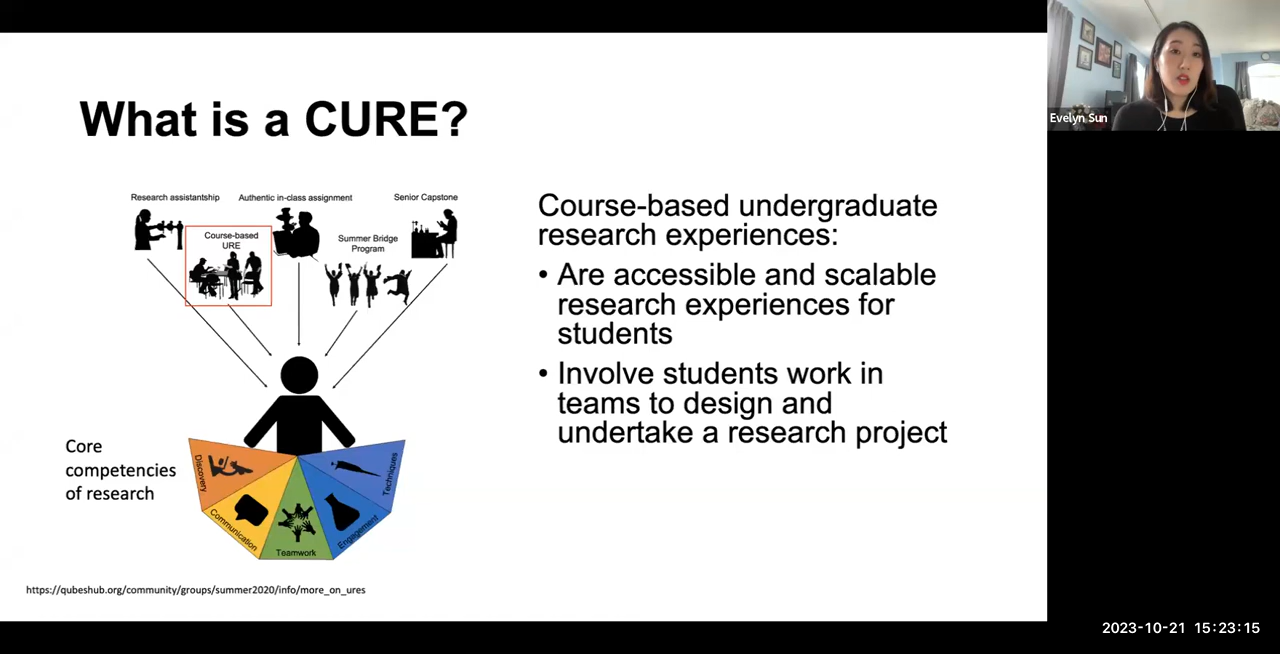 What is a CURE?
Research assistantship
Authentic in-class assignment
Senior Capstone
Course-based
URE
Summer Bridge
Program
Core
competencies
of research
Discovery
Communication
Teamwork
Engagement
Techniques
Course-based undergraduate
research experiences:
• Are accessible and scalable
research experiences for
students
• Involve students work in
teams to design and
undertake a research project
https://qubeshub.org/community/groups/summer2020/info/more_on_ures
Evelyn Sun
2023-10-21 15:23:15